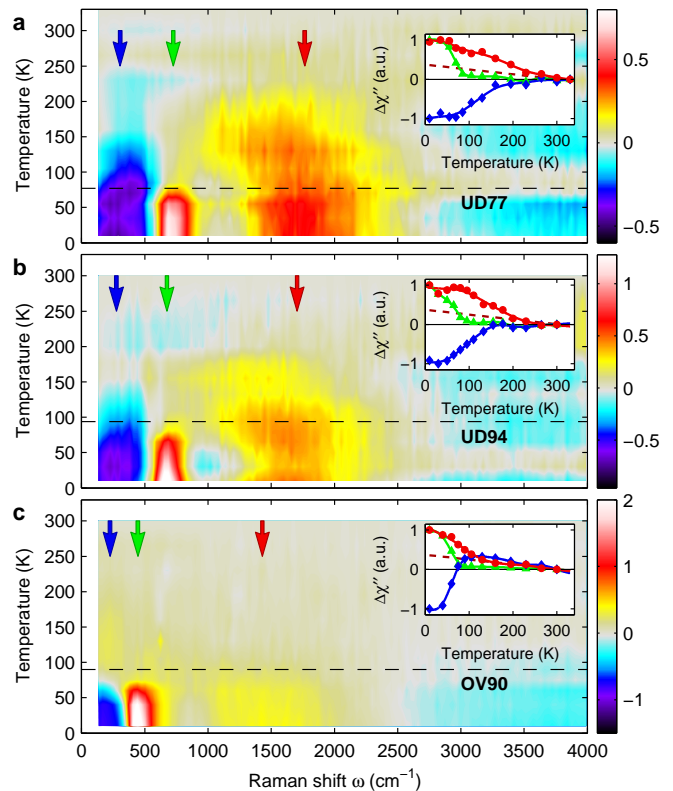 a
300
250
200
150
100
50
0
Temperature (K)
Δχ″ (a.u.)
1
0
−1
0 100 200 300
Temperature (K)
UD77
0.5
0
−0.5
b
300
250
200
150
100
50
0
Temperature (K)
Δχ″ (a.u.)
1
0
−1
0 100 200 300
Temperature (K)
UD94
1
0.5
0
−0.5
c
300
250
200
150
100
50
0
Temperature (K)
Δχ″ (a.u.)
1
0
−1
0 100 200 300
Temperature (K)
OV90
2
1
0
−1
0 500 1000 1500 2000 2500 3000 3500 4000
Raman shift ω (cm⁻¹)